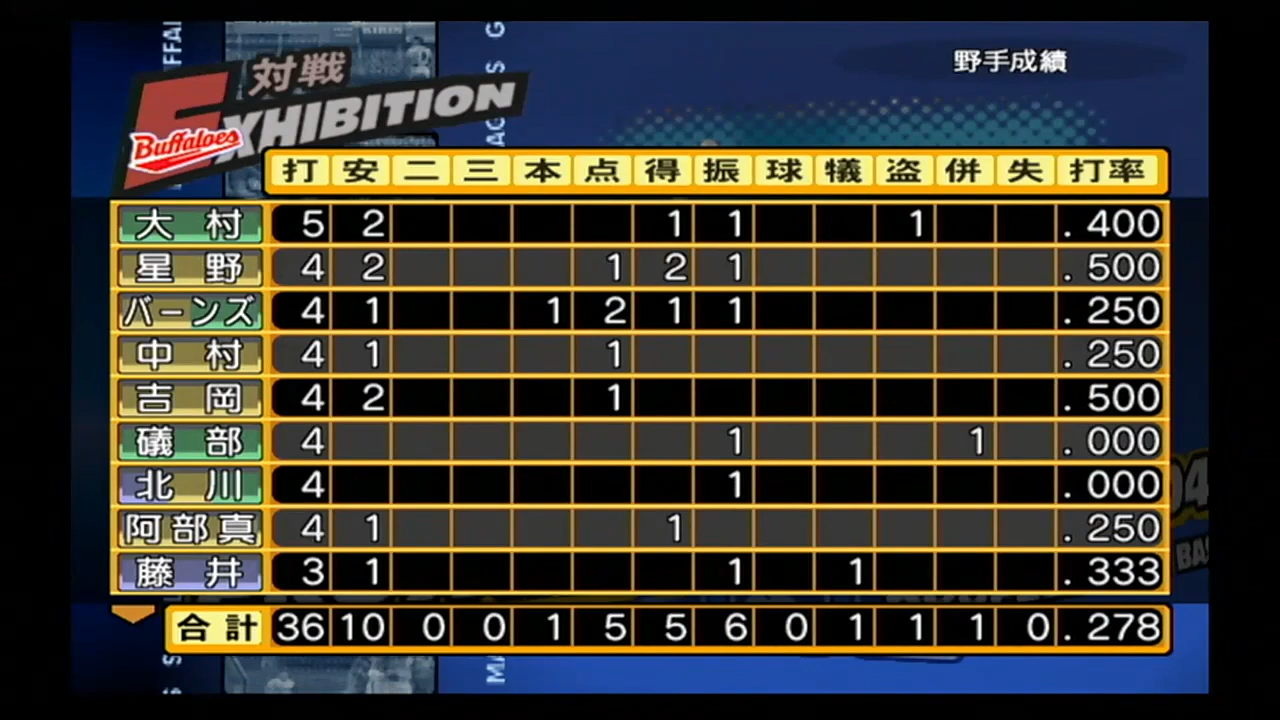 対戦
EXHIBITION
Buffaloes
野手成績
打 安 二 三 本 点 得 振 球 犠 盗 併 失 打率
大村 5 2 1 1 1 .400
星野 4 2 1 2 1 .500
バーンズ 4 1 1 2 1 1 .250
中村 4 1 1 .250
吉岡 4 2 1 .500
礒部 4 1 1 .000
北川 4 1 .000
阿部真 4 1 1 .250
藤井 3 1 1 1 .333
合計 36 10 0 0 1 5 5 6 0 1 1 1 0 .278